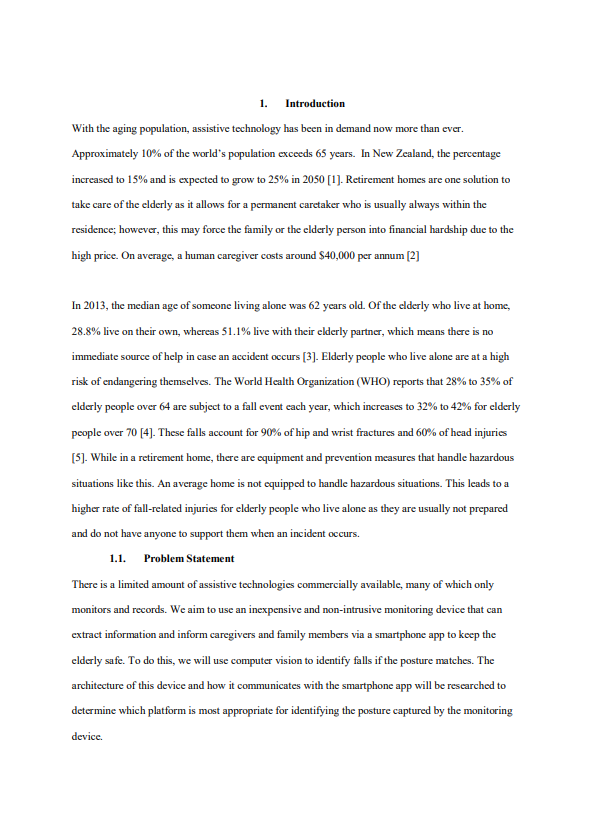 1. Introduction
With the aging population, assistive technology has been in demand now more than ever.
Approximately 10% of the world’s population exceeds 65 years. In New Zealand, the percentage
increased to 15% and is expected to grow to 25% in 2050 [1]. Retirement homes are one solution to
take care of the elderly as it allows for a permanent caretaker who is usually always within the
residence; however, this may force the family or the elderly person into financial hardship due to the
high price. On average, a human caregiver costs around $40,000 per annum [2]
In 2013, the median age of someone living alone was 62 years old. Of the elderly who live at home,
28.8% live on their own, whereas 51.1% live with their elderly partner, which means there is no
immediate source of help in case an accident occurs [3]. Elderly people who live alone are at a high
risk of endangering themselves. The World Health Organization (WHO) reports that 28% to 35% of
elderly people over 64 are subject to a fall event each year, which increases to 32% to 42% for elderly
people over 70 [4]. These falls account for 90% of hip and wrist fractures and 60% of head injuries
[5]. While in a retirement home, there are equipment and prevention measures that handle hazardous
situations like this. An average home is not equipped to handle hazardous situations. This leads to a
higher rate of fall-related injuries for elderly people who live alone as they are usually not prepared
and do not have anyone to support them when an incident occurs.
1.1. Problem Statement
There is a limited amount of assistive technologies commercially available, many of which only
monitors and records. We aim to use an inexpensive and non-intrusive monitoring device that can
extract information and inform caregivers and family members via a smartphone app to keep the
elderly safe. To do this, we will use computer vision to identify falls if the posture matches. The
architecture of this device and how it communicates with the smartphone app will be researched to
determine which platform is most appropriate for identifying the posture captured by the monitoring
device.